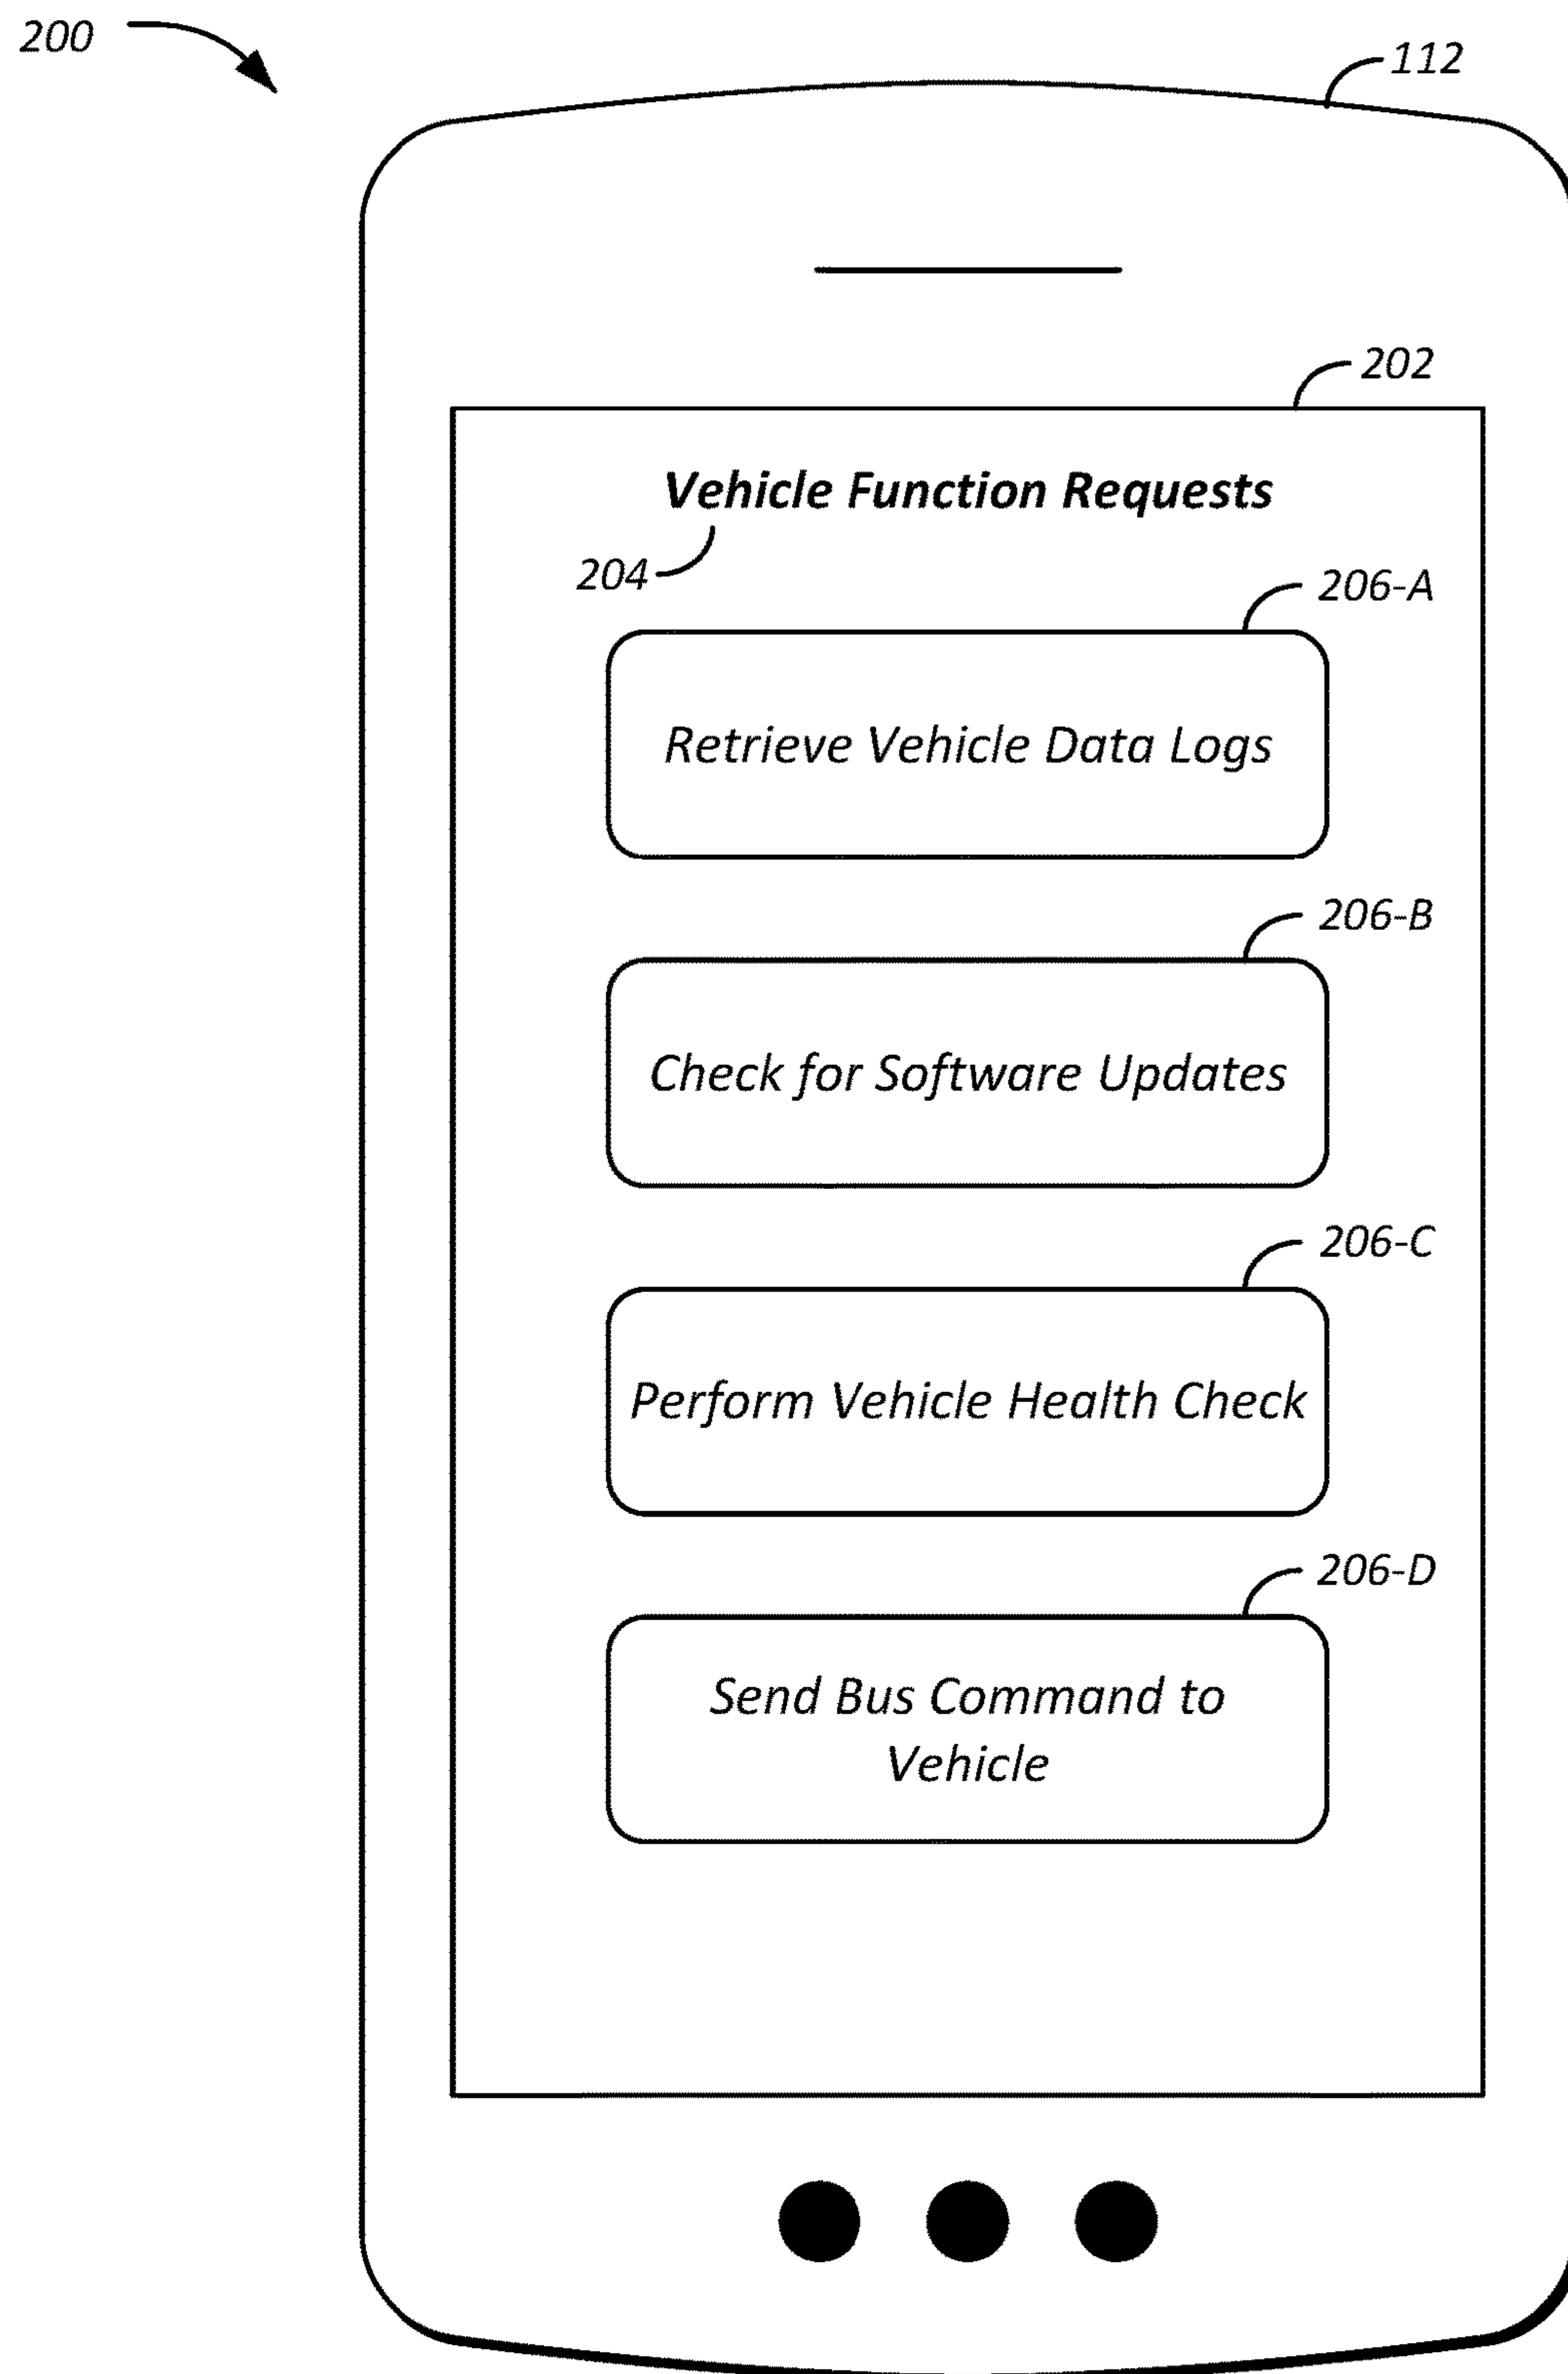 200
112
202
Vehicle Function Requests
204
206-A
Retrieve Vehicle Data Logs
206-B
Check for Software Updates
206-C
Perform Vehicle Health Check
206-D
Send Bus Command to
Vehicle